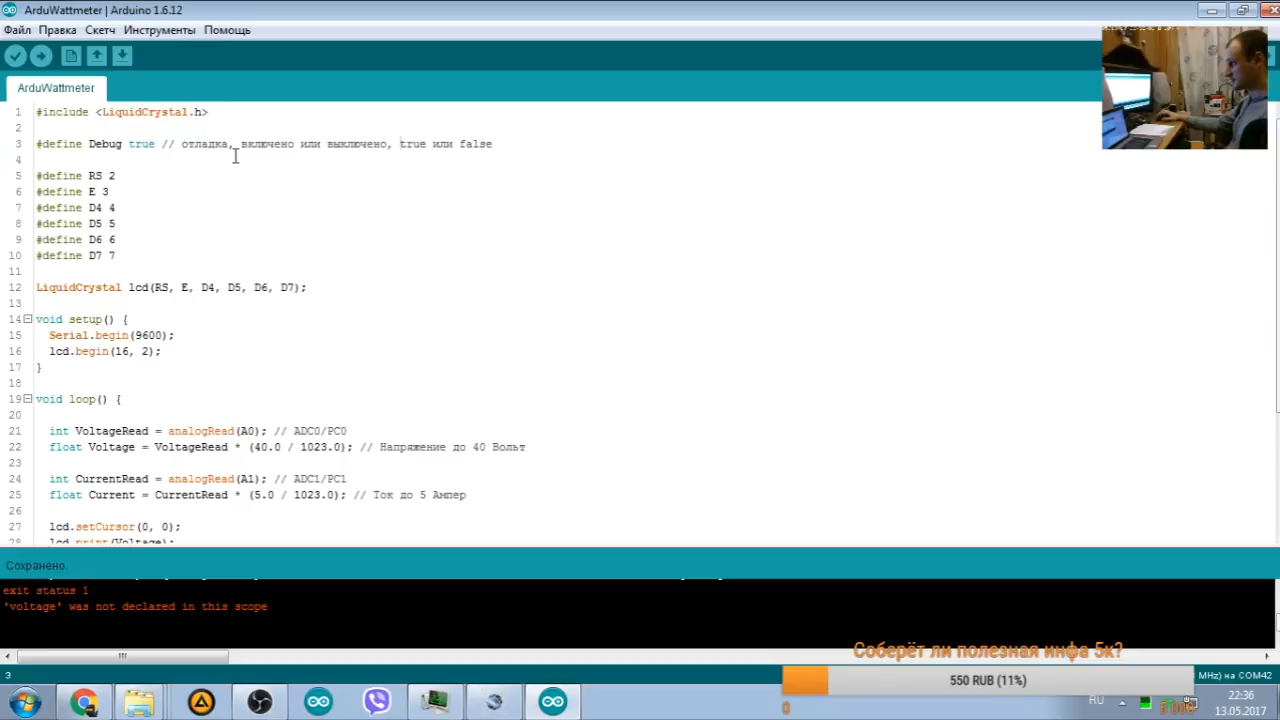 ArduWattmeter | Arduino 1.6.12
Файл Правка Скетч Инструменты Помощь
ArduWattmeter
1 #include <LiquidCrystal.h>
2
3 #define Debug true // отладка, включено или выключено, true или false
4
5 #define RS 2
6 #define E 3
7 #define D4 4
8 #define D5 5
9 #define D6 6
10 #define D7 7
11
12 LiquidCrystal lcd(RS, E, D4, D5, D6, D7);
13
14 void setup() {
15 Serial.begin(9600);
16 lcd.begin(16, 2);
17 }
18
19 void loop() {
20
21 int VoltageRead = analogRead(A0); // ADC0/PC0
22 float Voltage = VoltageRead * (40.0 / 1023.0); // Напряжение до 40 Вольт
23
24 int CurrentRead = analogRead(A1); // ADC1/PC1
25 float Current = CurrentRead * (5.0 / 1023.0); // Ток до 5 Ампер
26
27 lcd.setCursor(0, 0);
28 lcd.print(Voltage);
Сохранено.
exit status 1
'voltage' was not declared in this scope
Соберёт ли полезная инфа 5к?
3
550 RUB (11%)
MHz) на COM42
0
RU
22:36
13.05.2017